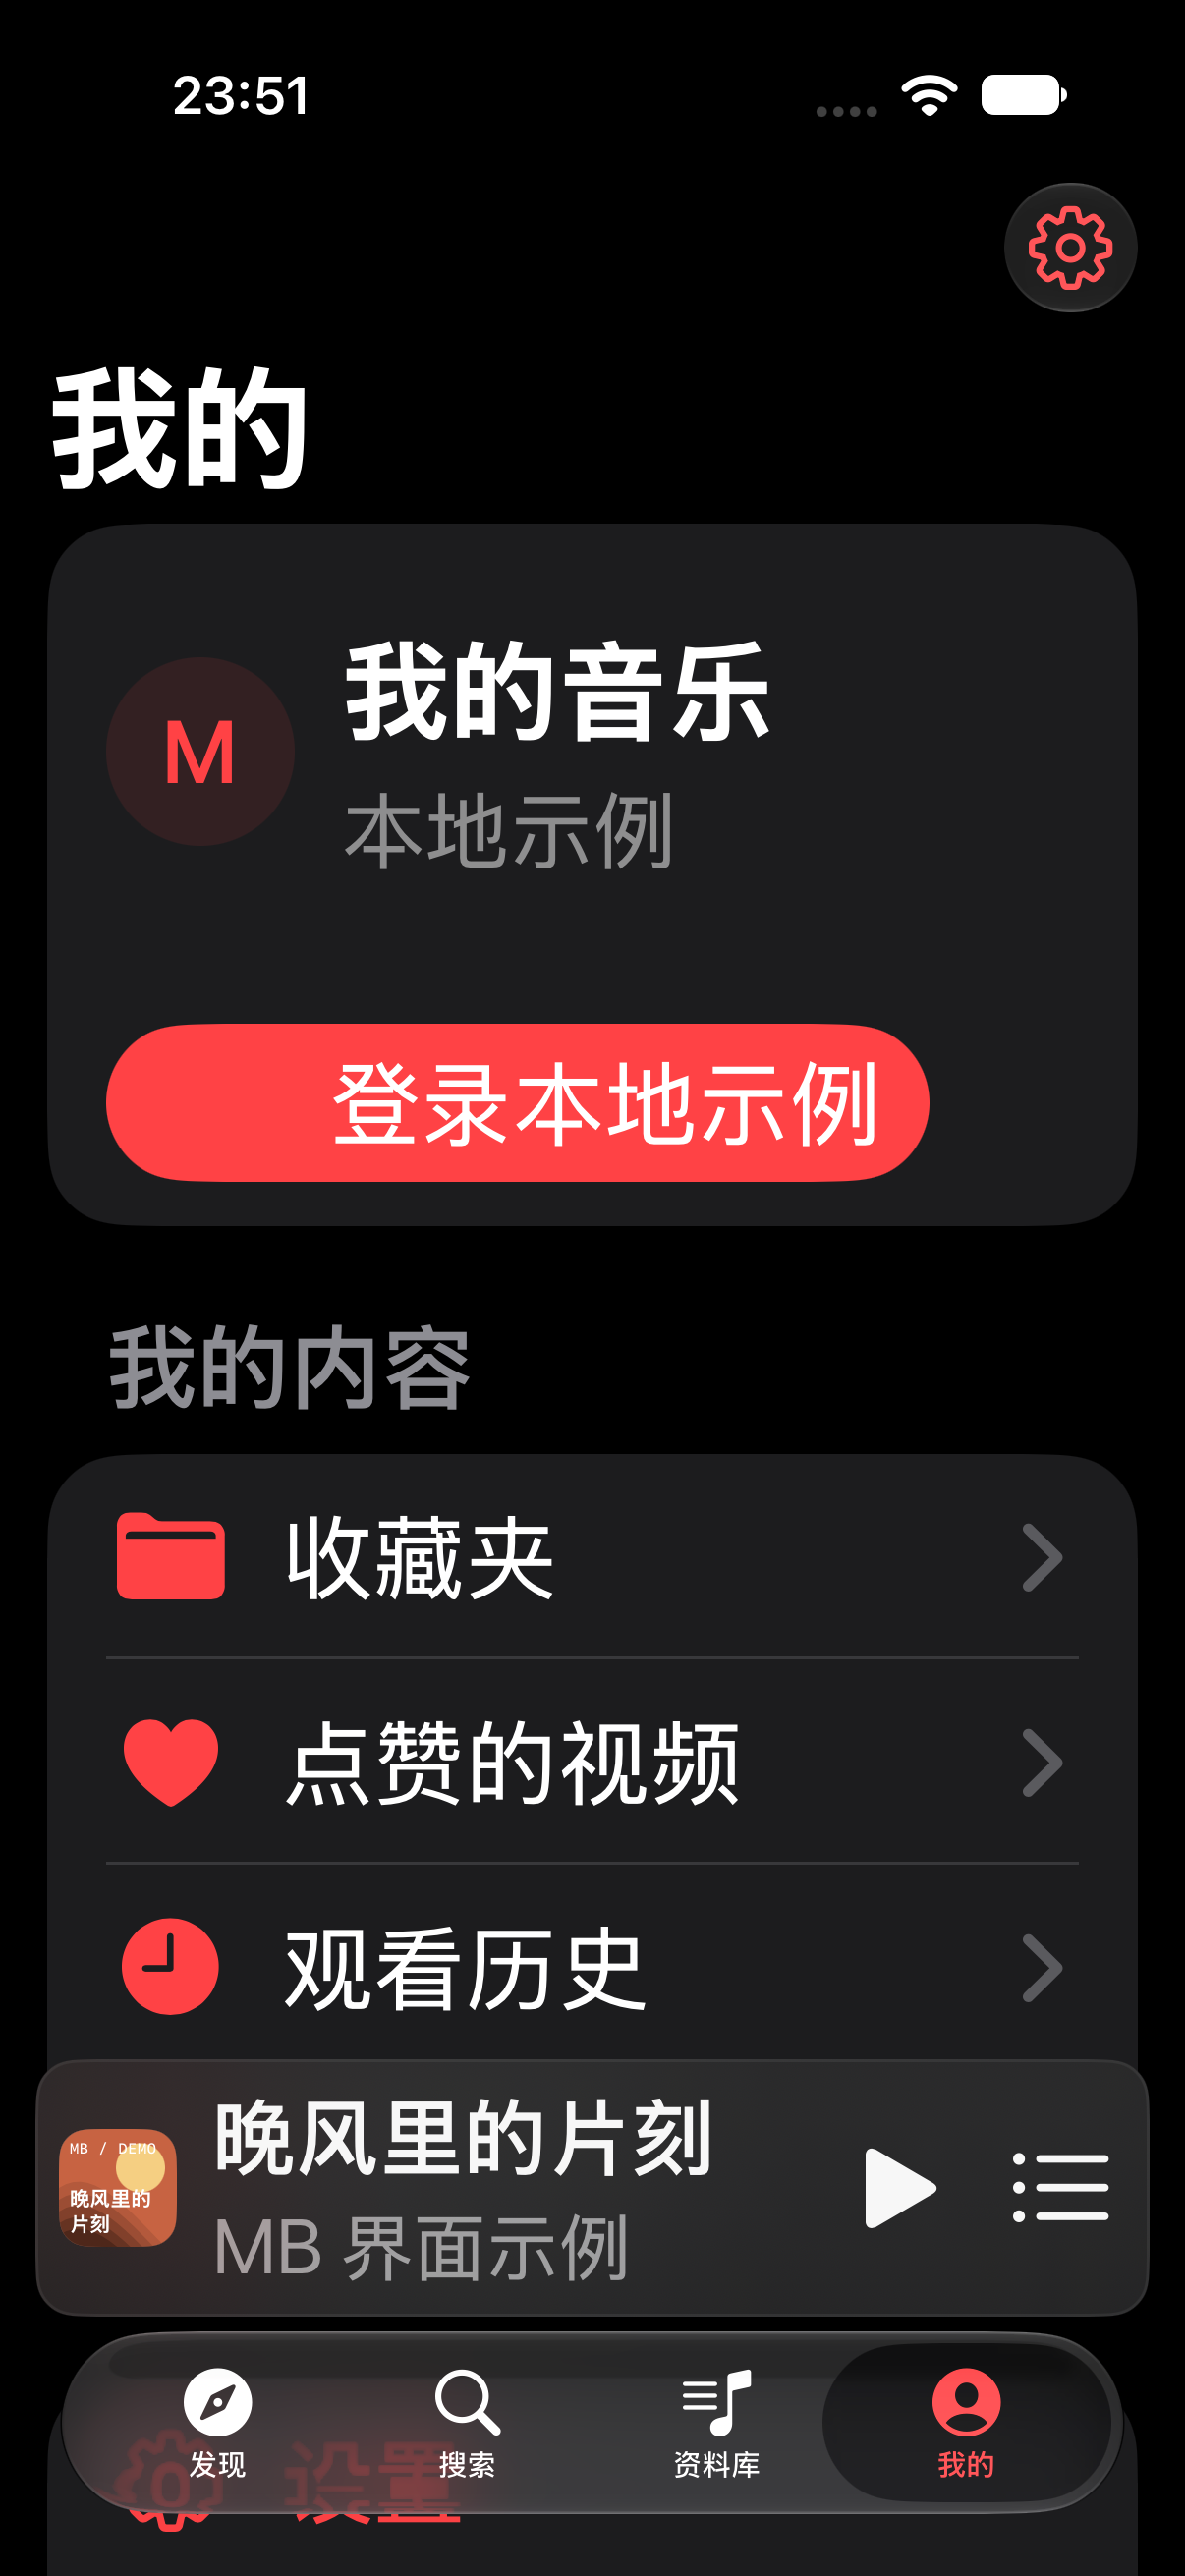 23:51
我的
M
我的音乐
本地示例
登录本地示例
我的内容
收藏夹
点赞的视频
观看历史
MB / DEMO
晚风里的
片刻
晚风里的片刻
MB 界面示例
设置
发现
搜索
资料库
我的